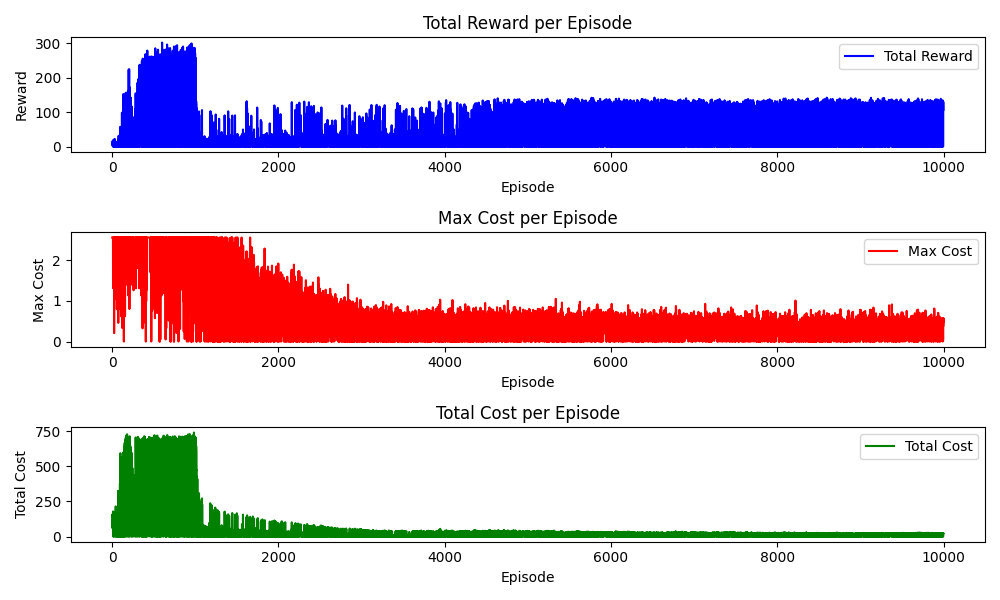 Total Reward per Episode
300
200
100
0
Reward
Total Reward
0 2000 4000 6000 8000 10000
Episode
Max Cost per Episode
2
1
0
Max Cost
Max Cost
0 2000 4000 6000 8000 10000
Episode
Total Cost per Episode
750
500
250
0
Total Cost
Total Cost
0 2000 4000 6000 8000 10000
Episode